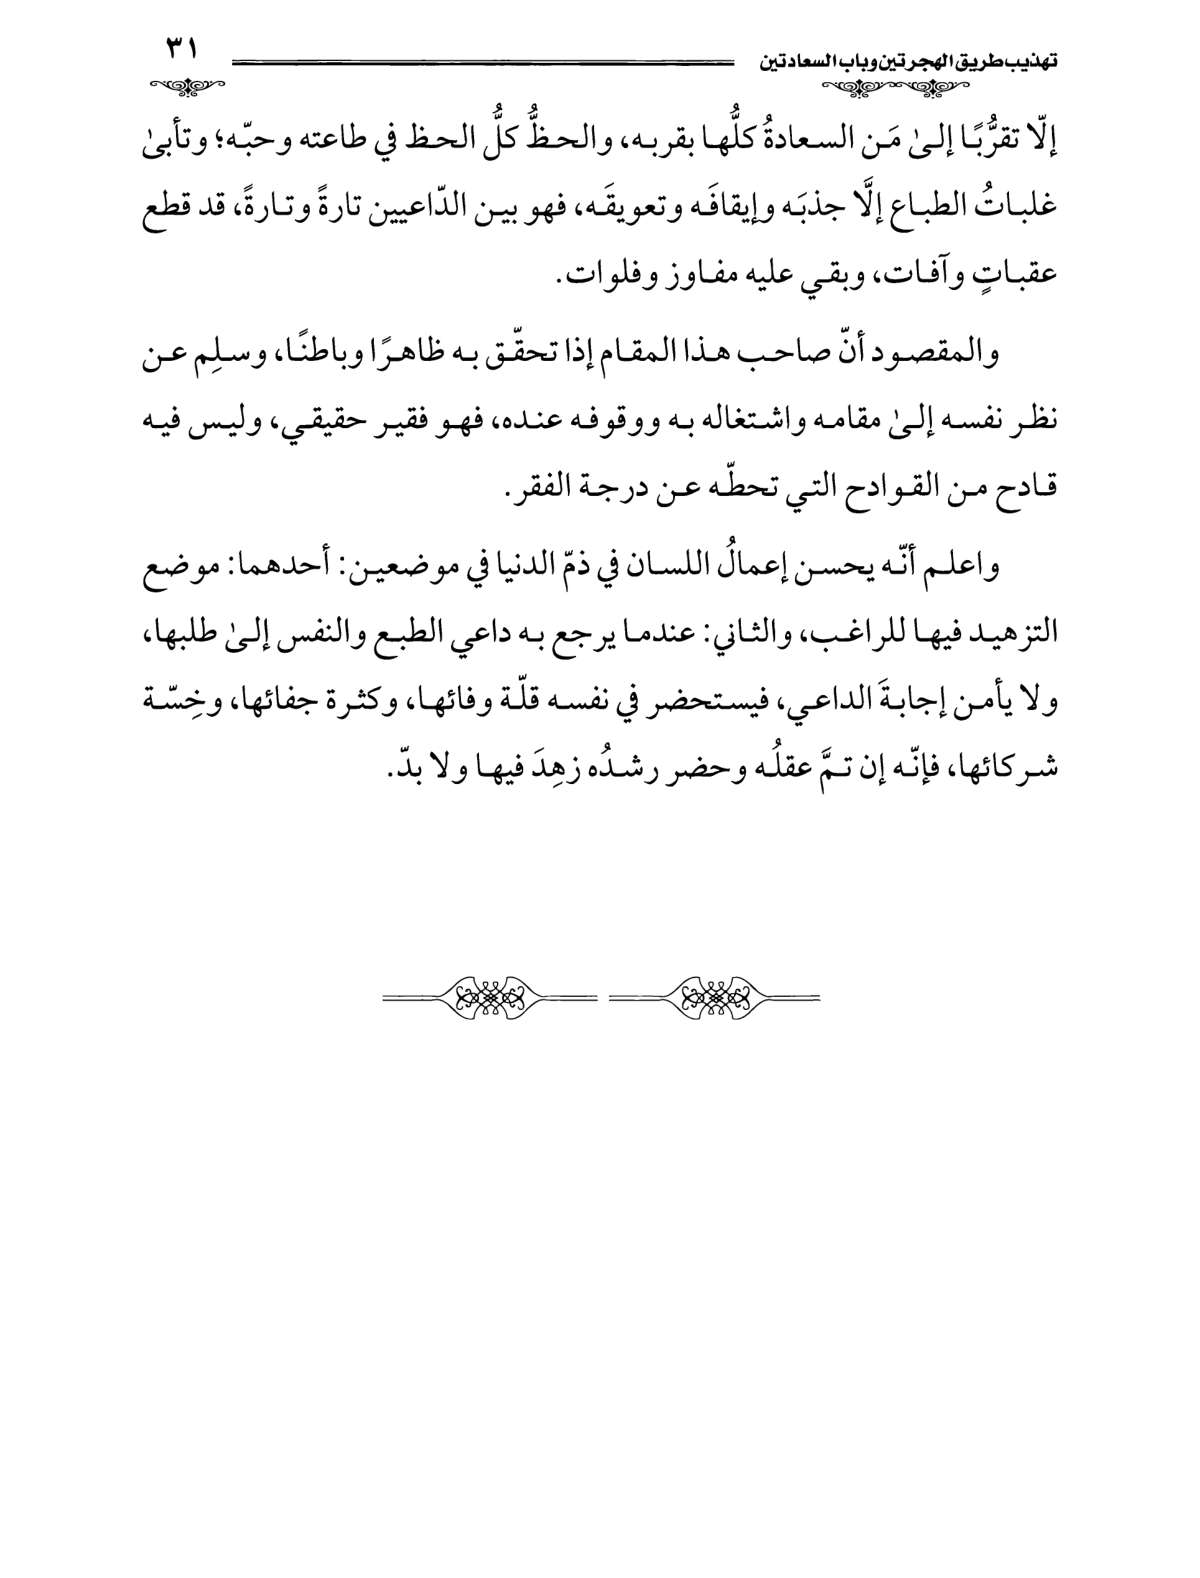 تهذيب طريق الهجرتين وباب السعادتين
٣١
إلّا تقرُّبًا إلىٰ مَن السعادةُ كلُّها بقربه، والحظُّ كلُّ الحظ في طاعته وحبّه؛ وتأبىٰ
غلباتُ الطباع إلَّا جذبَه وإيقافَه وتعويقَه، فهو بين الدّاعيين تارةً وتارةً، قد قطع
عقباتٍ وآفات، وبقي عليه مفاوز وفلوات.
والمقصود أنّ صاحب هذا المقام إذا تحقّق به ظاهرًا وباطنًا، وسلِم عن
نظر نفسه إلىٰ مقامه واشتغاله به ووقوفه عنده، فهو فقير حقيقي، وليس فيه
قادح من القوادح التي تحطّه عن درجة الفقر.
واعلم أنّه يحسن إعمالُ اللسان في ذمّ الدنيا في موضعين: أحدهما: موضع
التزهيد فيها للراغب، والثاني: عندما يرجع به داعي الطبع والنفس إلىٰ طلبها،
ولا يأمن إجابةَ الداعي، فيستحضر في نفسه قلّة وفائها، وكثرة جفائها، وخِسّة
شركائها، فإنّه إن تمَّ عقلُه وحضر رشدُه زهِدَ فيها ولا بدّ.